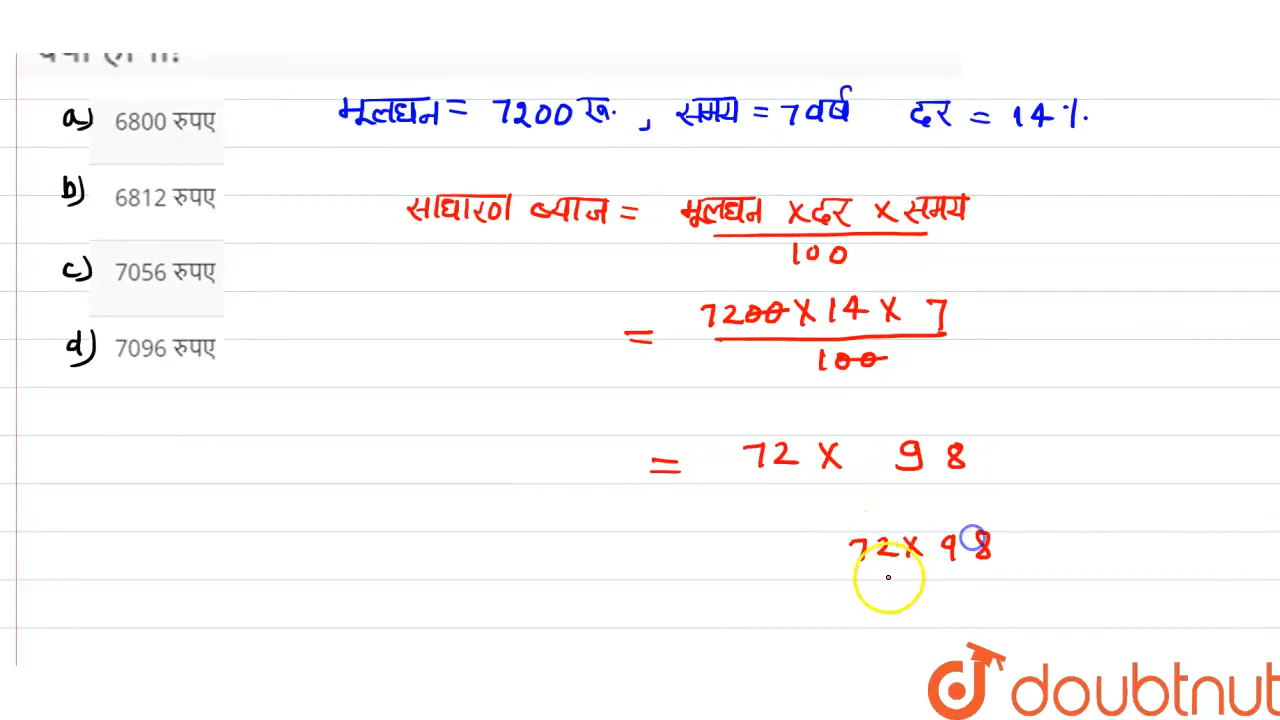 a) 6800 रुपए
मूलधन = 7200 रू. , समय = 7 वर्ष दर = 14 %.
b) 6812 रुपए
साधारण ब्याज = मूलधन × दर × समय
100
c) 7056 रुपए
= 7200 × 14 × 7
100
d) 7096 रुपए
= 72 × 98
72 × 98
doubtnut